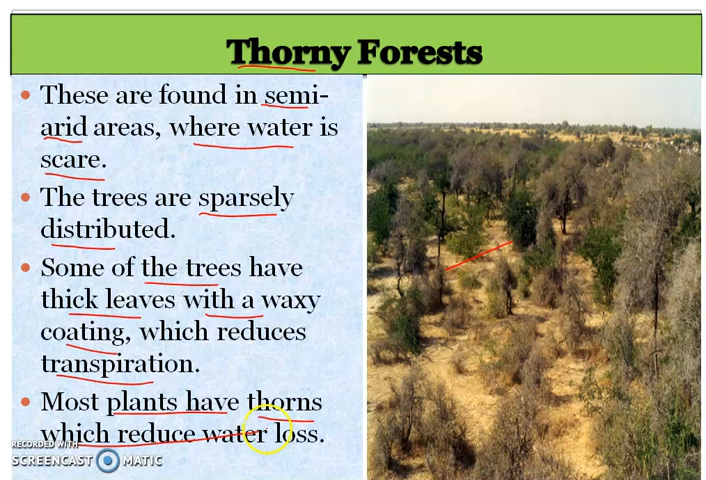 Thorny Forests
• These are found in semi-
arid areas, where water is
scare.
• The trees are sparsely
distributed.
• Some of the trees have
thick leaves with a waxy
coating, which reduces
transpiration.
• Most plants have thorns
which reduce water loss.
RECORDED WITH
SCREENCAST MATIC